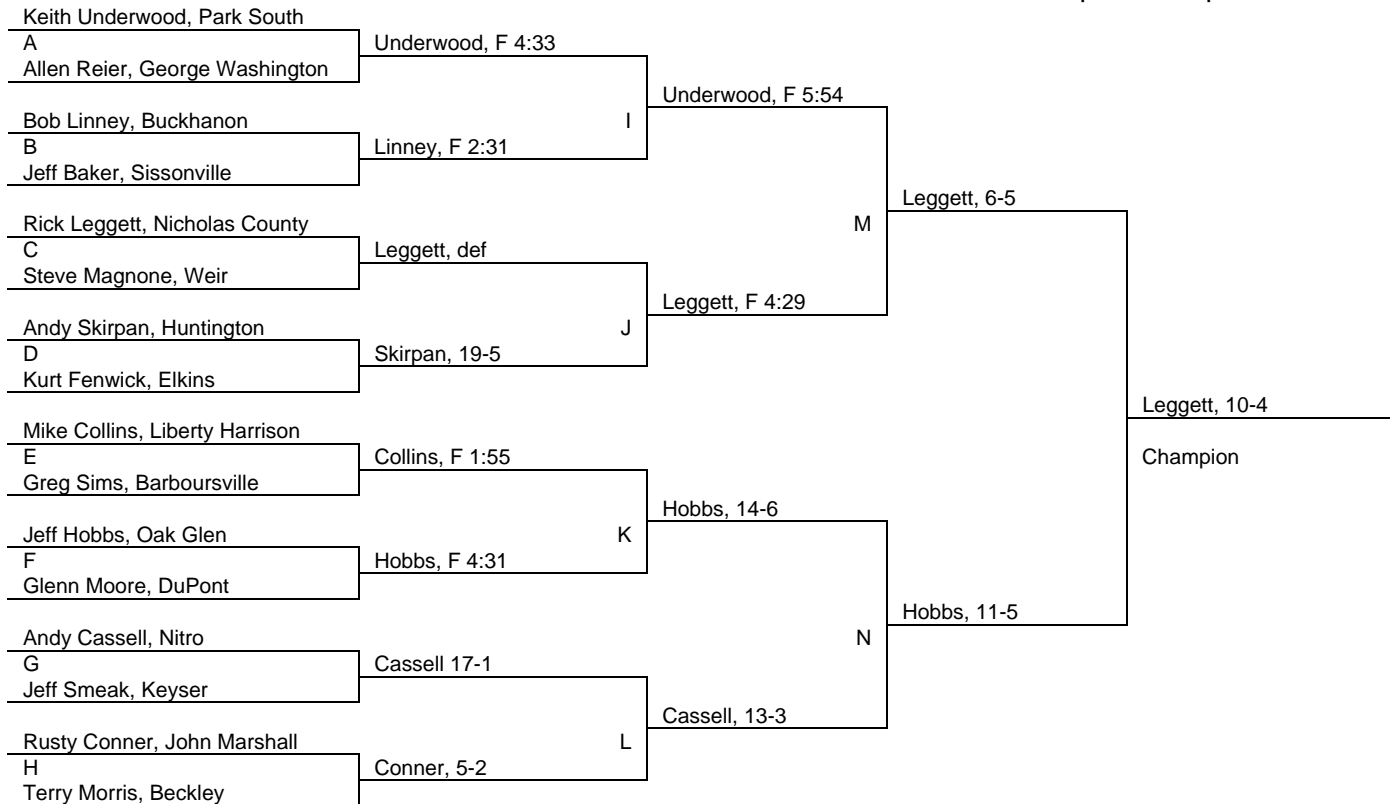 Keith Underwood, Park South
A
Underwood, F 4:33
Allen Reier, George Washington
Underwood, F 5:54
Bob Linney, Buckhanon
I
B
Linney, F 2:31
Jeff Baker, Sissonville
Leggett, 6-5
Rick Leggett, Nicholas County
M
C
Leggett, def
Steve Magnone, Weir
Leggett, F 4:29
Andy Skirpan, Huntington
J
D
Skirpan, 19-5
Kurt Fenwick, Elkins
Leggett, 10-4
Mike Collins, Liberty Harrison
E
Collins, F 1:55
Champion
Greg Sims, Barboursville
Hobbs, 14-6
Jeff Hobbs, Oak Glen
K
F
Hobbs, F 4:31
Glenn Moore, DuPont
Hobbs, 11-5
Andy Cassell, Nitro
N
G
Cassell 17-1
Jeff Smeak, Keyser
Cassell, 13-3
Rusty Conner, John Marshall
L
H
Conner, 5-2
Terry Morris, Beckley